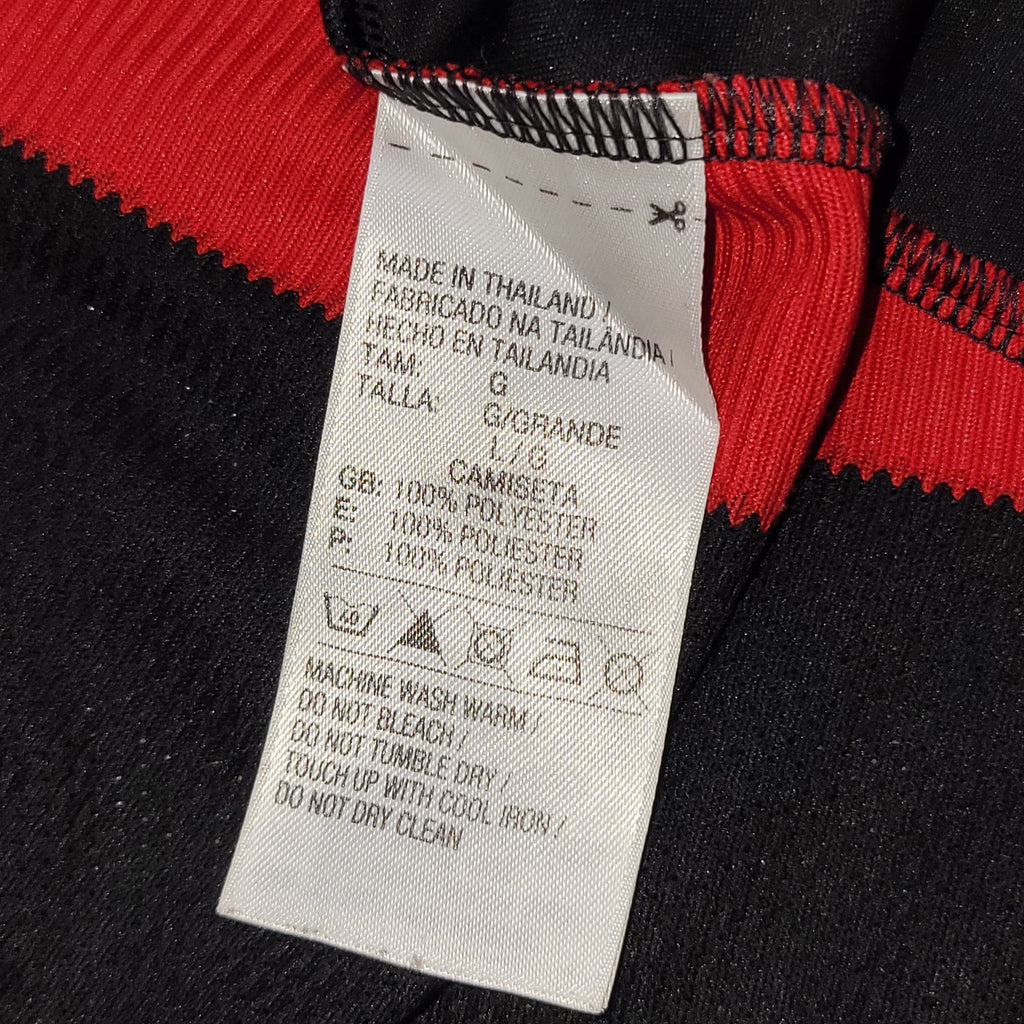 MADE IN THAILAND /
FABRICADO NA TAILÂNDIA /
HECHO EN TAILANDIA
TAM: G
TALLA: G/GRANDE
L / G
CAMISETA
GB: 100% POLYESTER
E: 100% POLIESTER
P: 100% POLIESTER
40
MACHINE WASH WARM /
DO NOT BLEACH /
DO NOT TUMBLE DRY /
TOUCH UP WITH COOL IRON /
DO NOT DRY CLEAN